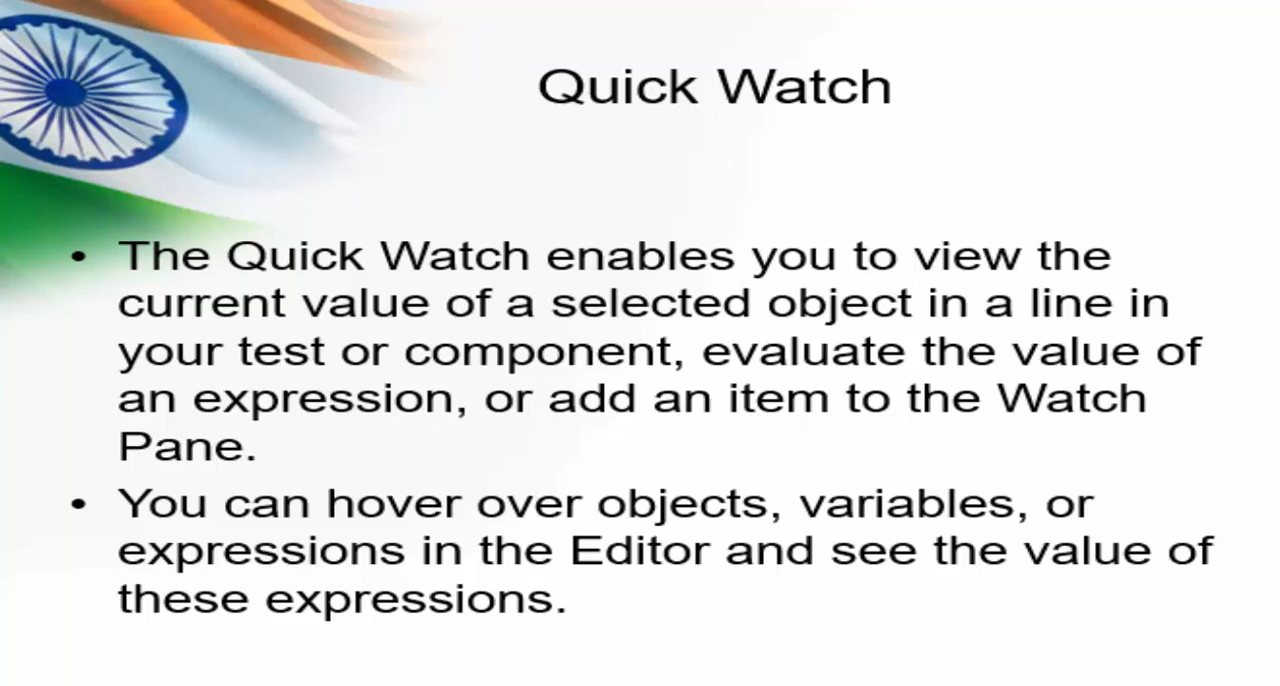 Quick Watch
• The Quick Watch enables you to view the
current value of a selected object in a line in
your test or component, evaluate the value of
an expression, or add an item to the Watch
Pane.
• You can hover over objects, variables, or
expressions in the Editor and see the value of
these expressions.